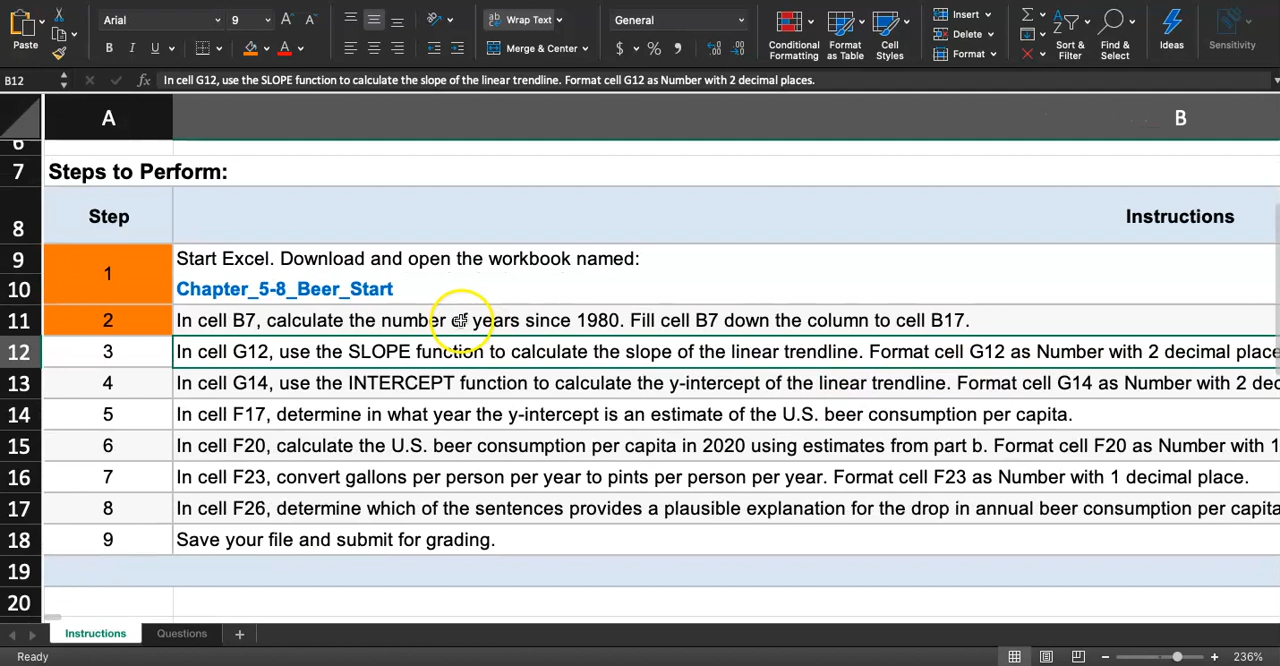 Paste
Arial
9
A^ A˅
B I U
A
Wrap Text
Merge & Center
General
$ % ,
Conditional Formatting
Format as Table
Cell Styles
Insert
Delete
Format
Sort & Filter
Find & Select
Ideas
Sensitivity
B12
fx In cell G12, use the SLOPE function to calculate the slope of the linear trendline. Format cell G12 as Number with 2 decimal places.
A B
6
7 Steps to Perform:
8 Step Instructions
9 Start Excel. Download and open the workbook named:
1
10 Chapter_5-8_Beer_Start
11 2 In cell B7, calculate the number of years since 1980. Fill cell B7 down the column to cell B17.
12 3 In cell G12, use the SLOPE function to calculate the slope of the linear trendline. Format cell G12 as Number with 2 decimal place
13 4 In cell G14, use the INTERCEPT function to calculate the y-intercept of the linear trendline. Format cell G14 as Number with 2 dec
14 5 In cell F17, determine in what year the y-intercept is an estimate of the U.S. beer consumption per capita.
15 6 In cell F20, calculate the U.S. beer consumption per capita in 2020 using estimates from part b. Format cell F20 as Number with 1
16 7 In cell F23, convert gallons per person per year to pints per person per year. Format cell F23 as Number with 1 decimal place.
17 8 In cell F26, determine which of the sentences provides a plausible explanation for the drop in annual beer consumption per capita
18 9 Save your file and submit for grading.
19
20
Instructions Questions +
Ready
236%